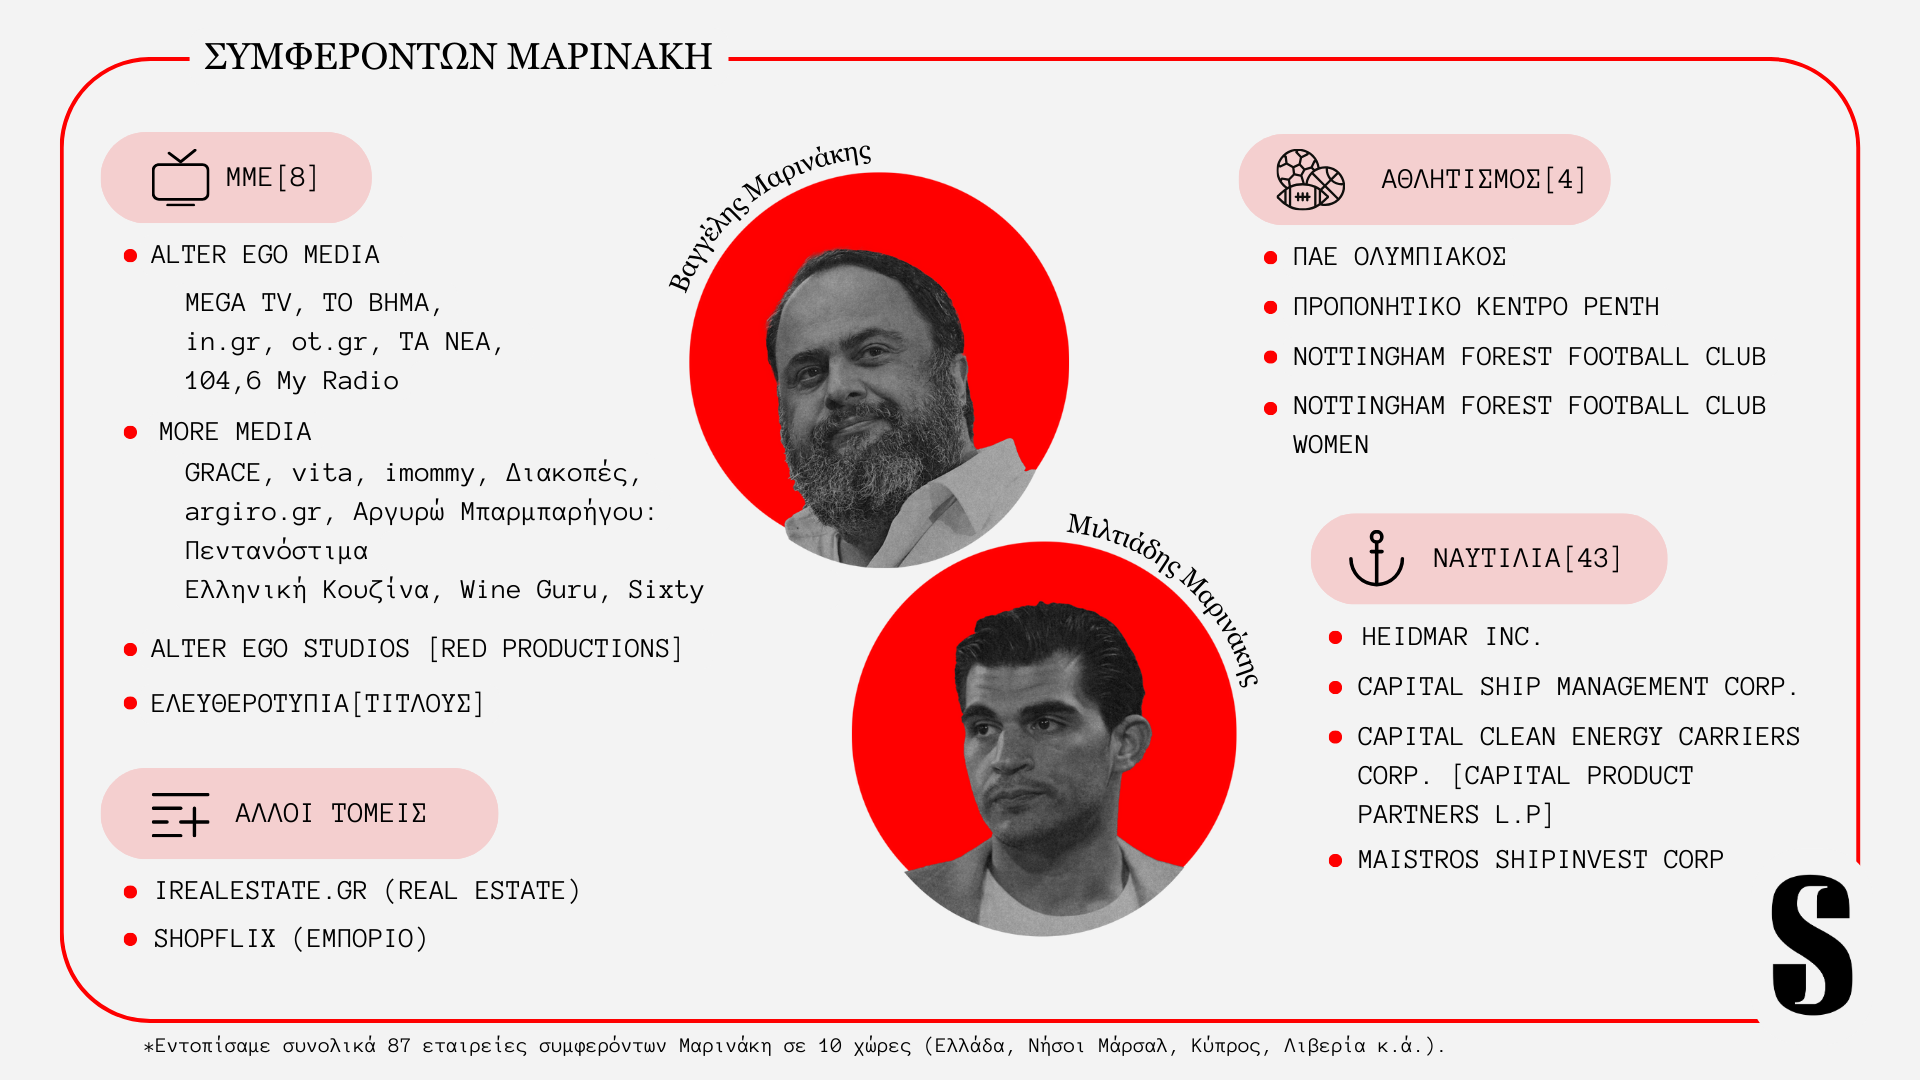 ΣΥΜΦΕΡΟΝΤΩΝ ΜΑΡΙΝΑΚΗ
ΜΜΕ[8]
ALTER EGO MEDIA
MEGA TV, ΤΟ ΒΗΜΑ,
in.gr, ot.gr, ΤΑ ΝΕΑ,
104,6 My Radio
MORE MEDIA
GRACE, vita, imommy, Διακοπές,
argiro.gr, Αργυρώ Μπαρμπαρήγου:
Πεντανόστιμα
Ελληνική Κουζίνα, Wine Guru, Sixty
ALTER EGO STUDIOS [RED PRODUCTIONS]
ΕΛΕΥΘΕΡΟΤΥΠΙΑ[ΤΙΤΛΟΥΣ]
ΑΛΛΟΙ ΤΟΜΕΙΣ
IREALESTATE.GR (REAL ESTATE)
SHOPFLIX (ΕΜΠΟΡΙΟ)
Βαγγέλης Μαρινάκης
Μιλτιάδης Μαρινάκης
ΑΘΛΗΤΙΣΜΟΣ[4]
ΠΑΕ ΟΛΥΜΠΙΑΚΟΣ
ΠΡΟΠΟΝΗΤΙΚΟ ΚΕΝΤΡΟ ΡΕΝΤΗ
NOTTINGHAM FOREST FOOTBALL CLUB
NOTTINGHAM FOREST FOOTBALL CLUB
WOMEN
ΝΑΥΤΙΛΙΑ[43]
HEIDMAR INC.
CAPITAL SHIP MANAGEMENT CORP.
CAPITAL CLEAN ENERGY CARRIERS
CORP. [CAPITAL PRODUCT
PARTNERS L.P]
MAISTROS SHIPINVEST CORP
S
*Εντοπίσαμε συνολικά 87 εταιρείες συμφερόντων Μαρινάκη σε 10 χώρες (Ελλάδα, Νήσοι Μάρσαλ, Κύπρος, Λιβερία κ.ά.).